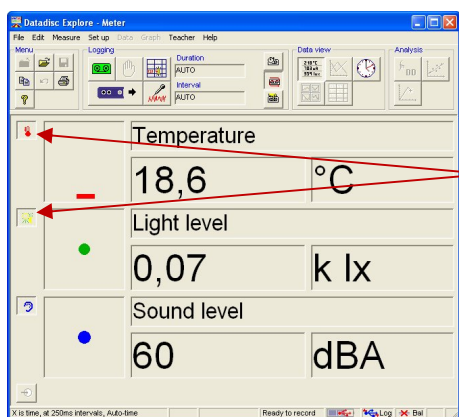 Datadisc Explore - Meter
File Edit Measure Set up Data Graph Teacher Help
Menu
Logging
Duration
AUTO
Interval
AUTO
Data view
Analysis
Temperature
18,6 °C
Light level
0,07 k lx
Sound level
60 dBA
X is time, at 250ms intervals, Auto-time Ready to record Log Bal